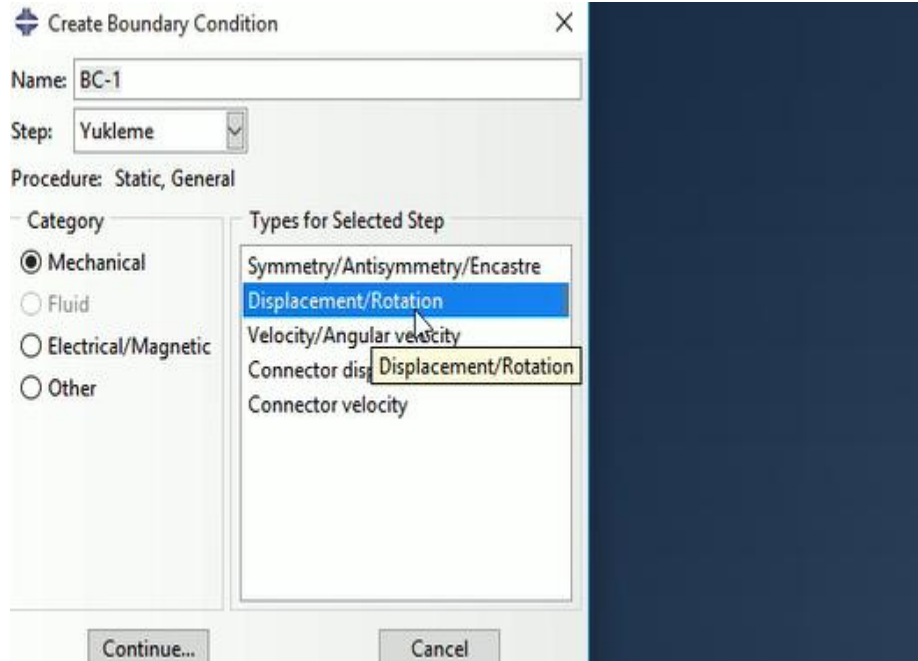 Create Boundary Condition
Name: BC-1
Step: Yukleme
Procedure: Static, General
Category
Mechanical
Fluid
Electrical/Magnetic
Other
Types for Selected Step
Symmetry/Antisymmetry/Encastre
Displacement/Rotation
Velocity/Angular velocity
Connector
Displacement/Rotation
Connector velocity
Continue...
Cancel